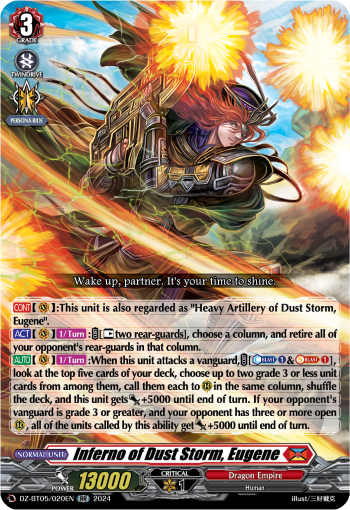 3
GRADE
TWINDRIVE
PERSONA RIDE
Wake up, partner. It's your time to shine.
CONT【】:This unit is also regarded as "Heavy Artillery of Dust Storm,
Eugene".
ACT【】1/Turn:[two rear-guards], choose a column, and retire all of
your opponent's rear-guards in that column.
AUTO【】1/Turn:When this unit attacks a vanguard,[BLAST 1&BLAST 1],
look at the top five cards of your deck, choose up to two grade 3 or less unit
cards from among them, call them each to in the same column, shuffle
the deck, and this unit gets +5000 until end of turn. If your opponent's
vanguard is grade 3 or greater, and your opponent has three or more open
, all of the units called by this ability get +5000 until end of turn.
NORMAL UNIT
Inferno of Dust Storm, Eugene
POWER 13000
CRITICAL
1
Dragon Empire
Human
DZ-BT05/020EN RR 2024
illust/三好載克